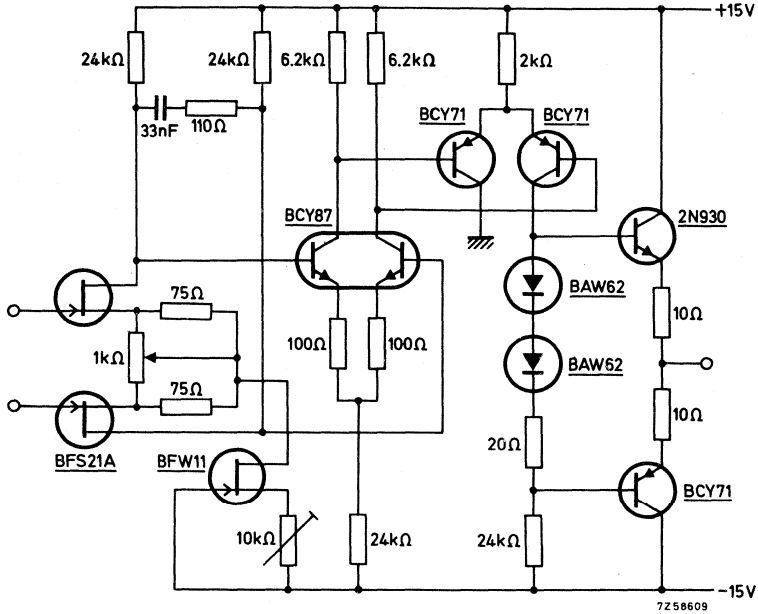 +15V
24kΩ
24kΩ
6.2kΩ
6.2kΩ
2kΩ
33nF
110Ω
BCY71
BCY71
BCY87
2N930
75Ω
BAW62
10Ω
1kΩ
100Ω
100Ω
BAW62
75Ω
10Ω
BFS21A
BFW11
20Ω
BCY71
10kΩ
24kΩ
24kΩ
-15V
7Z58609